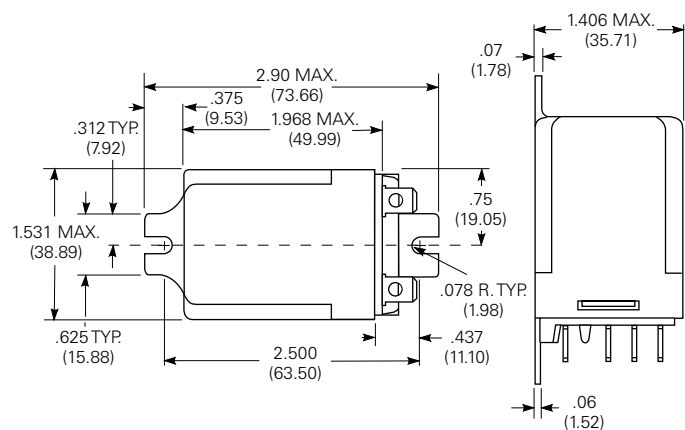 1.406 MAX.
(35.71)
.07
(1.78)
2.90 MAX.
(73.66)
.375
(9.53)
1.968 MAX.
(49.99)
.312 TYP.
(7.92)
.75
(19.05)
1.531 MAX.
(38.89)
.078 R. TYP.
(1.98)
.625 TYP.
(15.88)
2.500
(63.50)
.437
(11.10)
.06
(1.52)